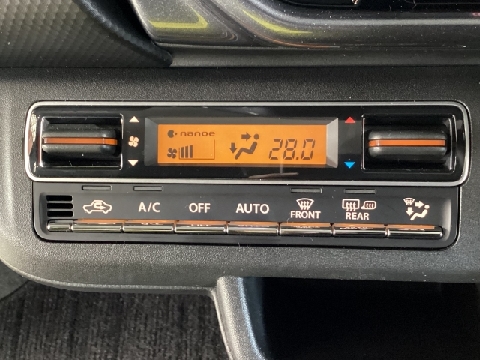 nanoe
28.0
A/C
OFF
AUTO
FRONT
REAR